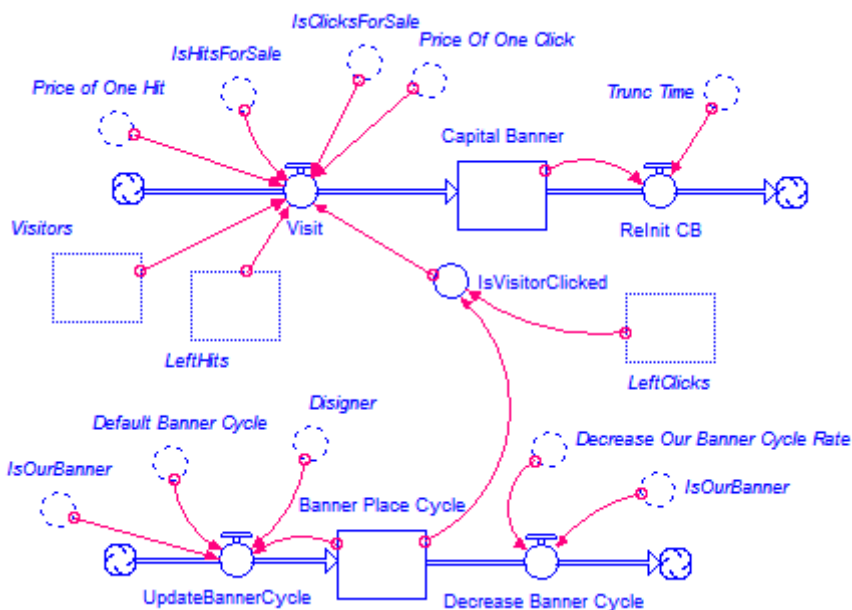 IsClicksForSale
IsHitsForSale
Price Of One Click
Price of One Hit
Trunc Time
Capital Banner
Visitors
Visit
ReInit CB
IsVisitorClicked
LeftHits
LeftClicks
Disigner
Default Banner Cycle
Decrease Our Banner Cycle Rate
IsOurBanner
IsOurBanner
Banner Place Cycle
UpdateBannerCycle
Decrease Banner Cycle